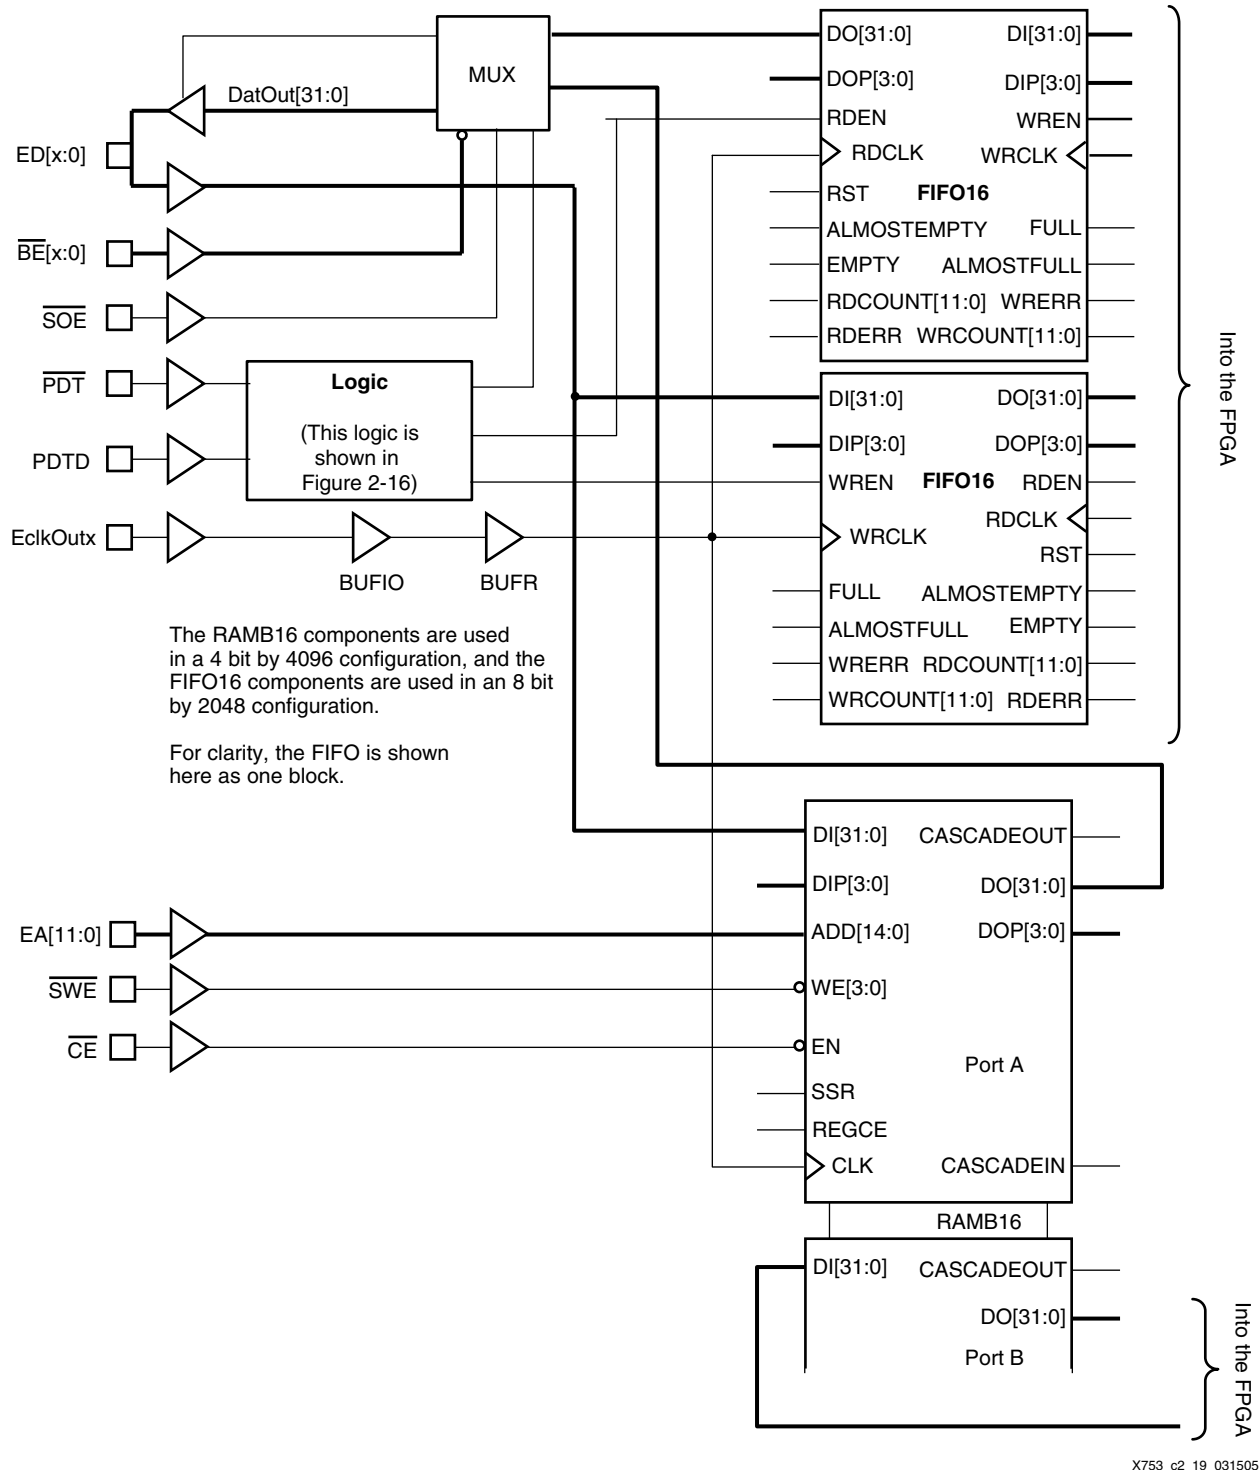 MUX
DatOut[31:0]
ED[x:0]
BE[x:0]
SOE
PDT
PDTD
EclkOutx
Logic
(This logic is
shown in
Figure 2-16)
BUFIO
BUFR
The RAMB16 components are used
in a 4 bit by 4096 configuration, and the
FIFO16 components are used in an 8 bit
by 2048 configuration.
For clarity, the FIFO is shown
here as one block.
DO[31:0] DI[31:0]
DOP[3:0] DIP[3:0]
RDEN WREN
RDCLK WRCLK
RST FIFO16
ALMOSTEMPTY FULL
EMPTY ALMOSTFULL
RDCOUNT[11:0] WRERR
RDERR WRCOUNT[11:0]
DI[31:0] DO[31:0]
DIP[3:0] DOP[3:0]
WREN FIFO16 RDEN
RDCLK
WRCLK
RST
FULL ALMOSTEMPTY
ALMOSTFULL EMPTY
WRERR RDCOUNT[11:0]
WRCOUNT[11:0] RDERR
Into the FPGA
EA[11:0]
SWE
CE
DI[31:0] CASCADEOUT
DIP[3:0] DO[31:0]
ADD[14:0] DOP[3:0]
WE[3:0]
EN
Port A
SSR
REGCE
CLK CASCADEIN
RAMB16
DI[31:0] CASCADEOUT
DO[31:0]
Port B
Into the FPGA
X753_c2_19_031505